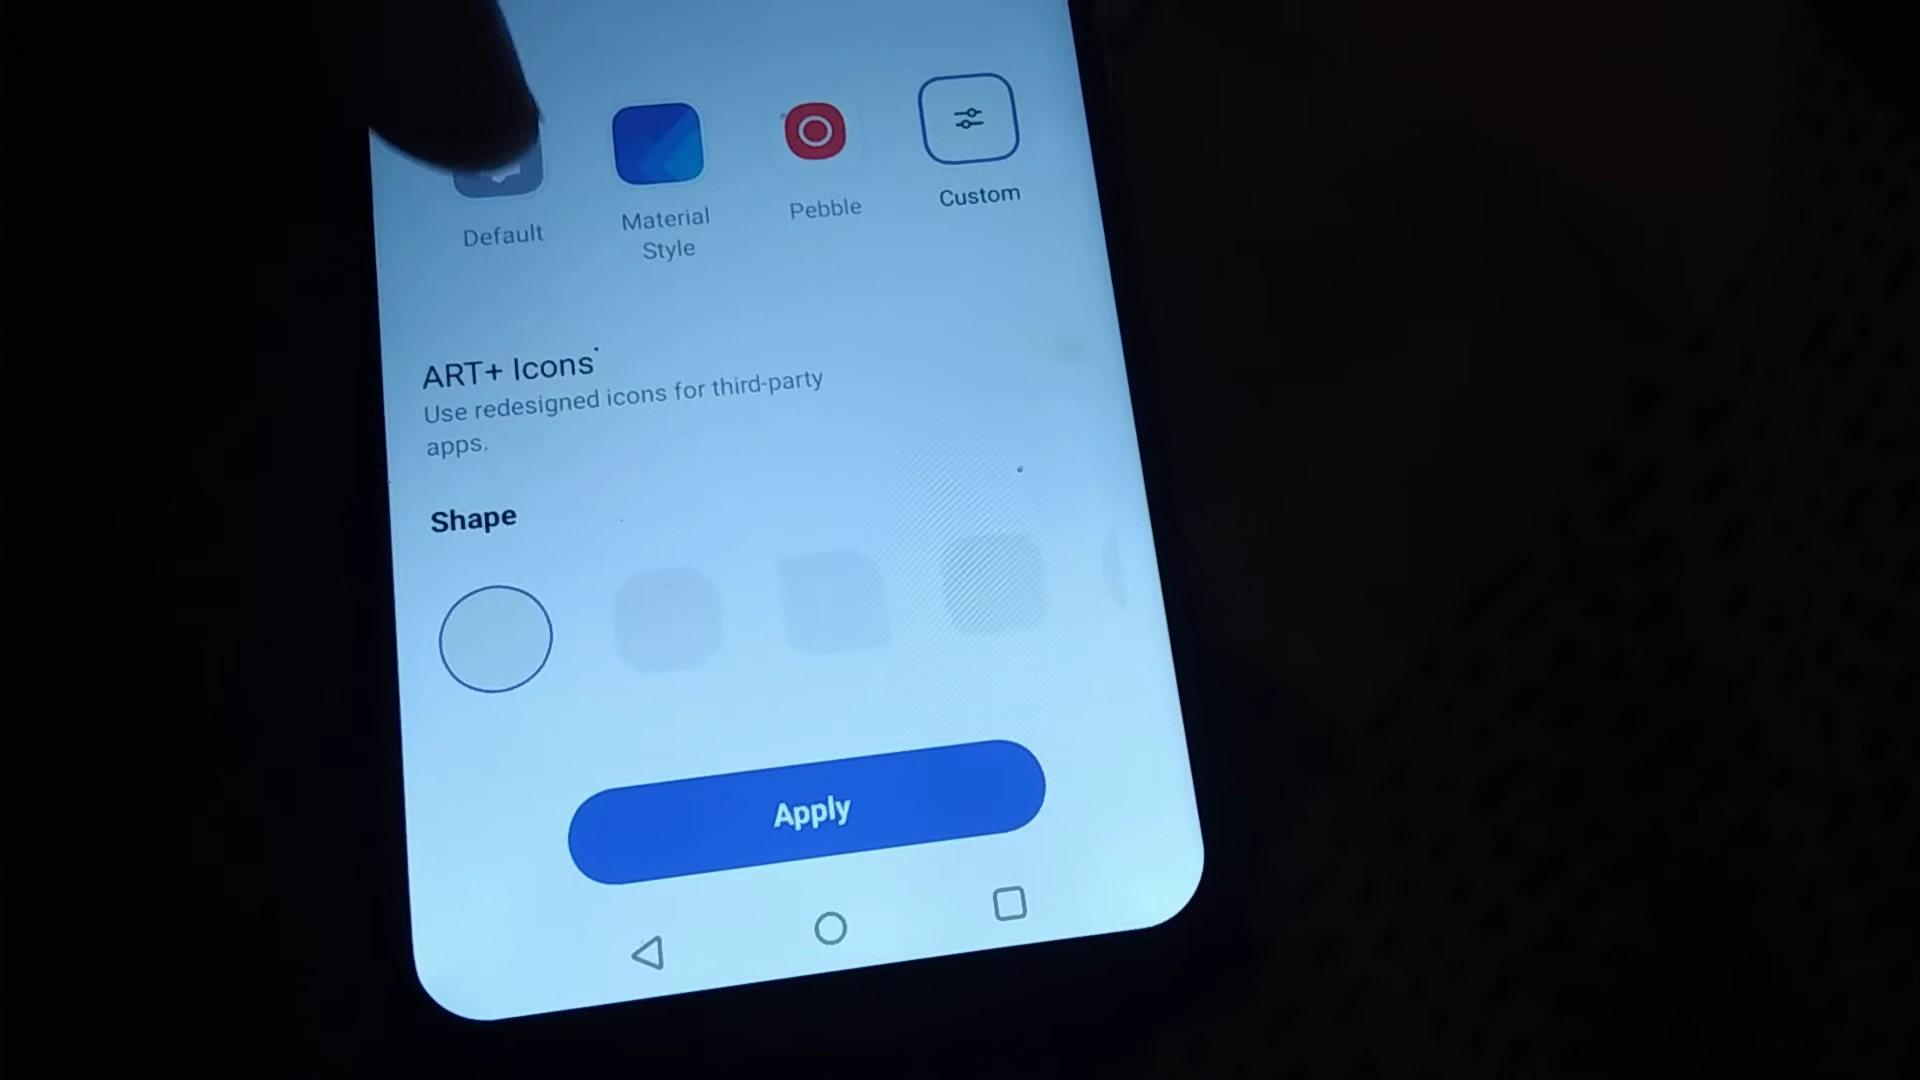 Default
Material
Style
Pebble
Custom
ART+ Icons
Use redesigned icons for third-party
apps.
Shape
Apply